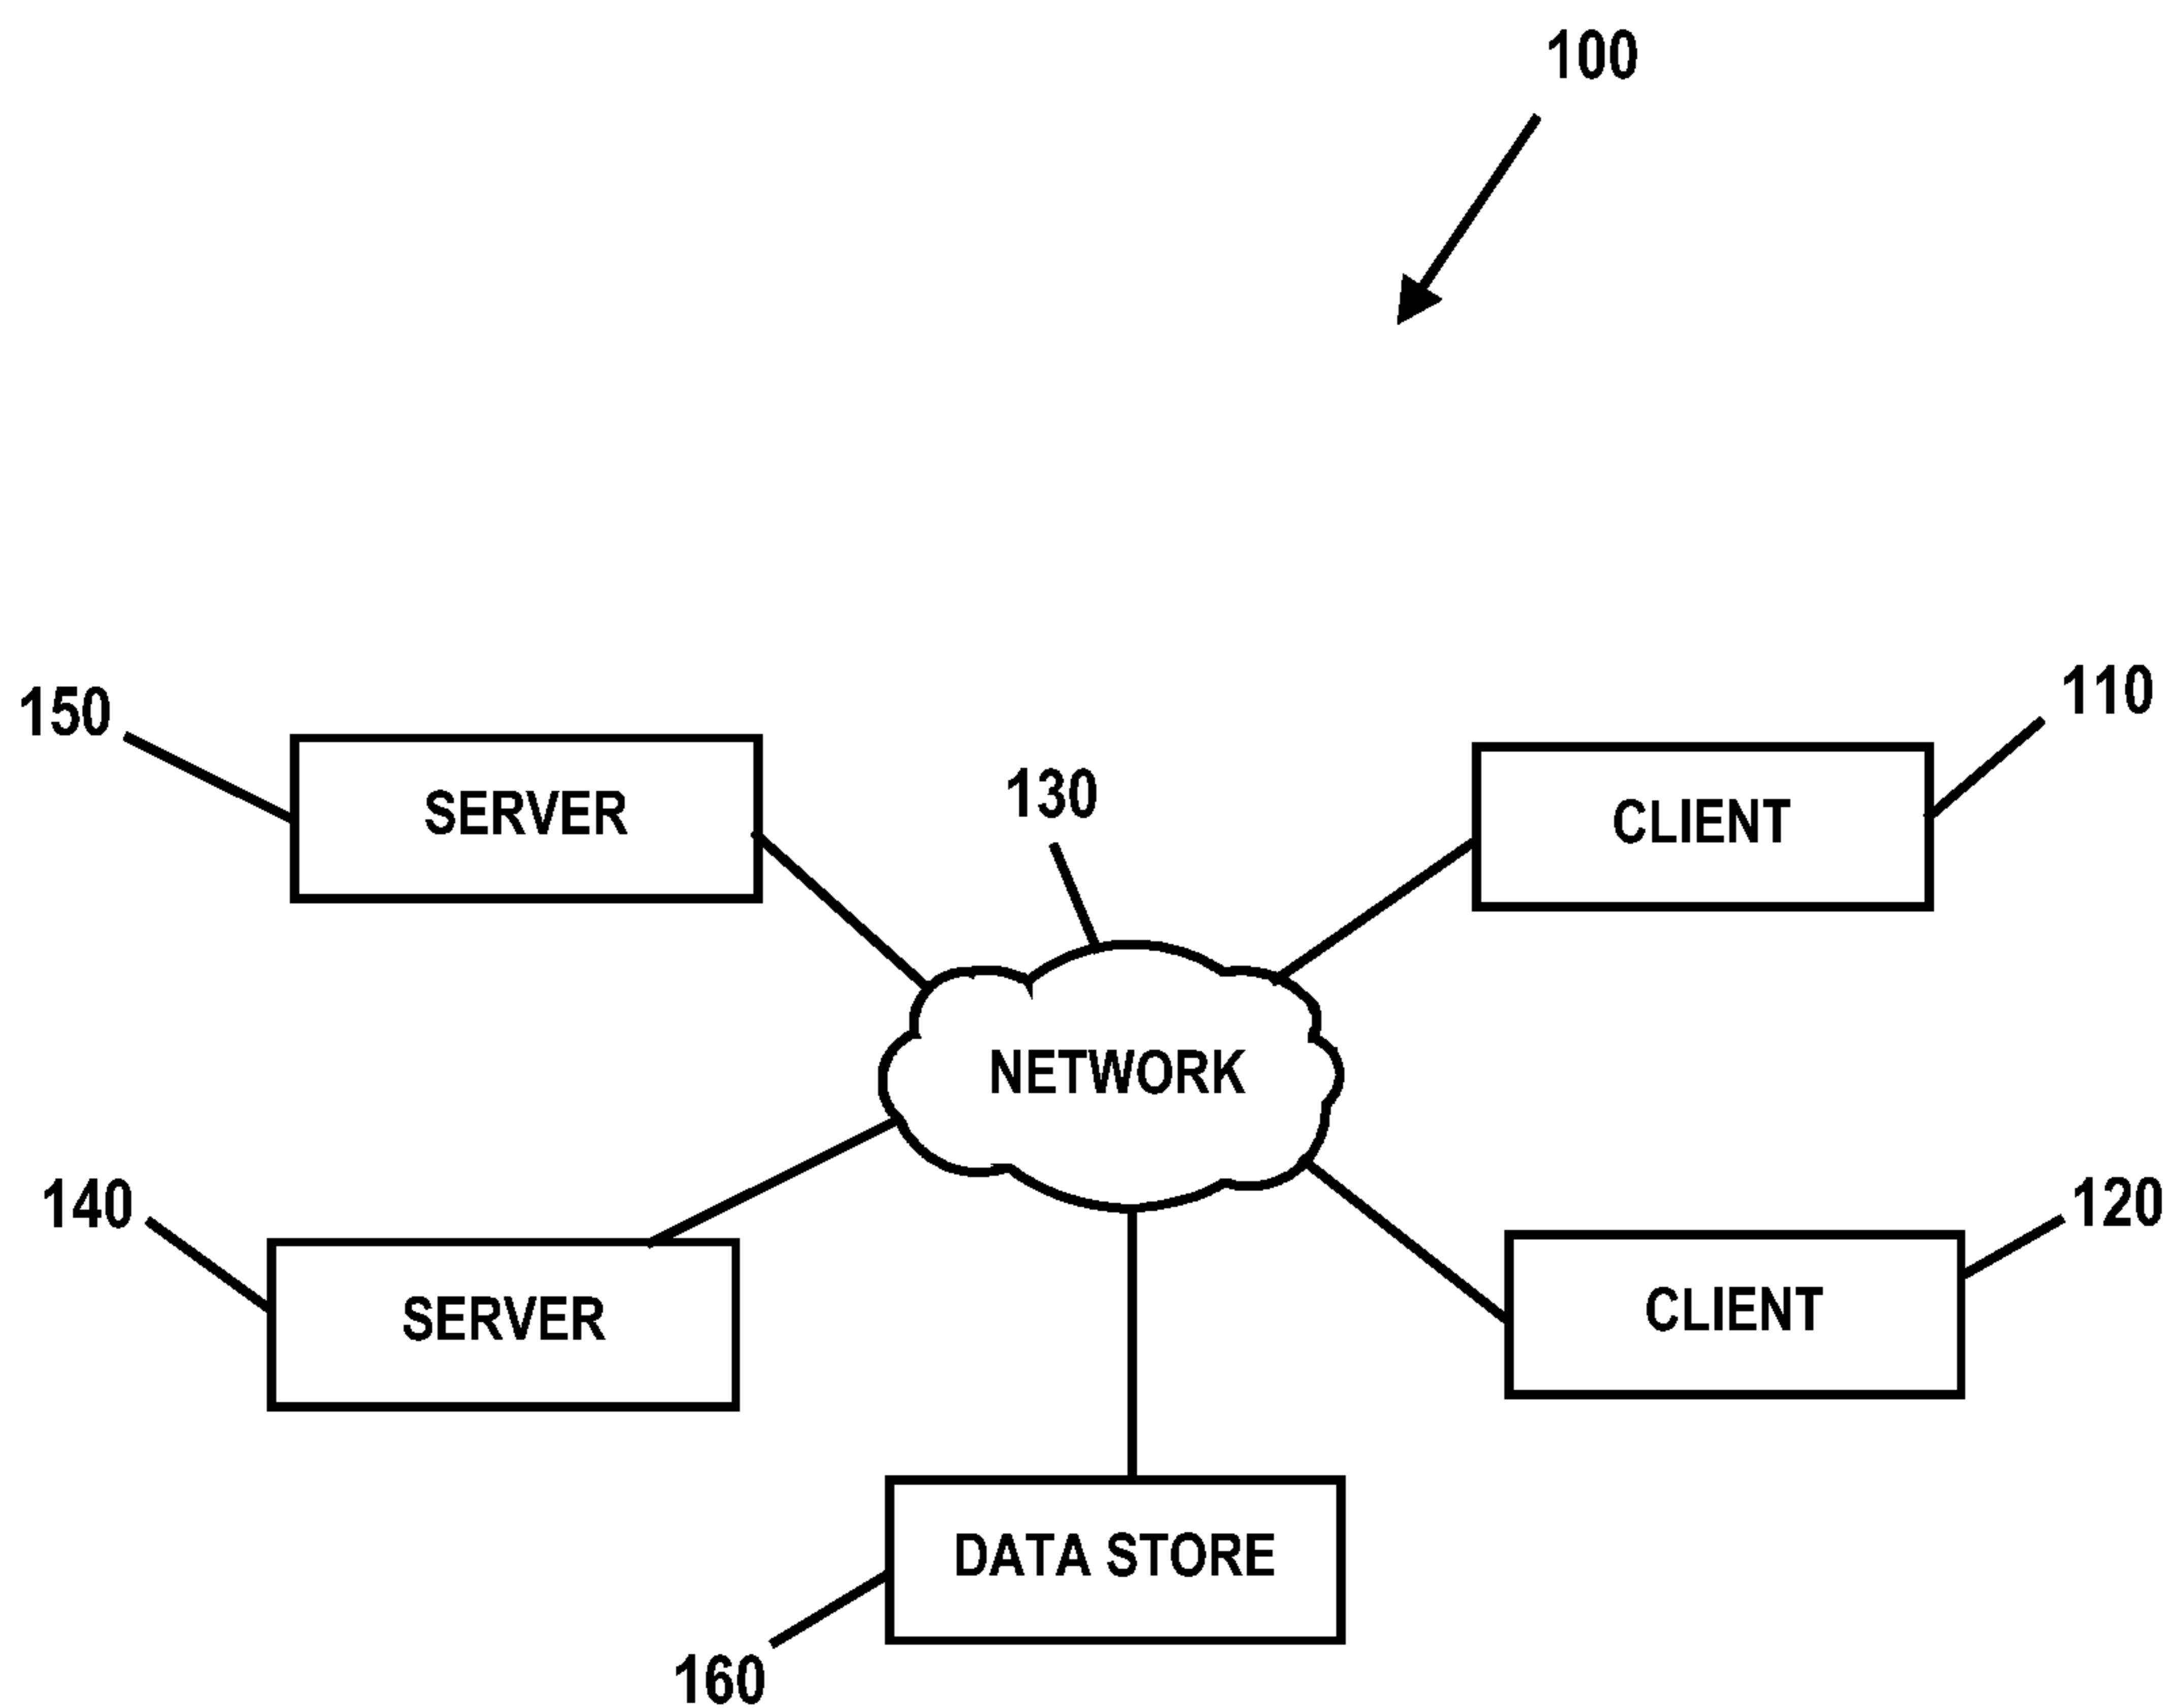 100
150
110
SERVER
130
CLIENT
NETWORK
140
120
SERVER
CLIENT
DATA STORE
160